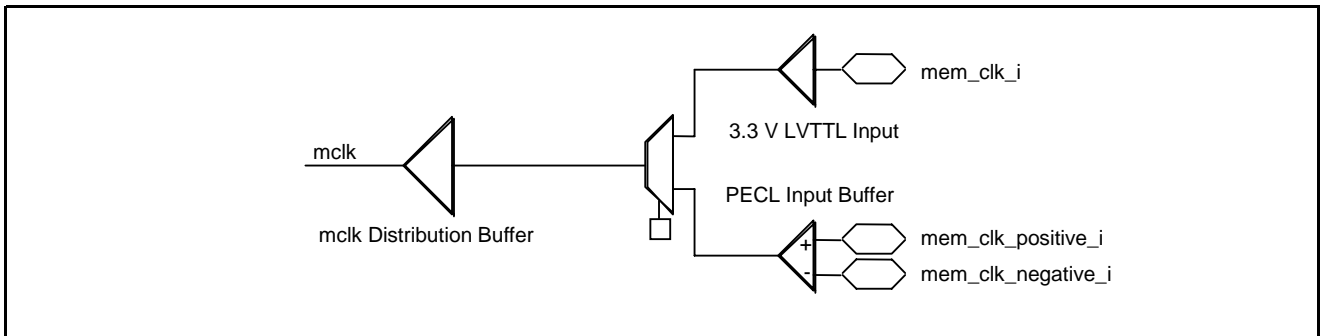 mem_clk_i
3.3 V LVTTL Input
mclk
PECL Input Buffer
mclk Distribution Buffer
+
mem_clk_positive_i
-
mem_clk_negative_i